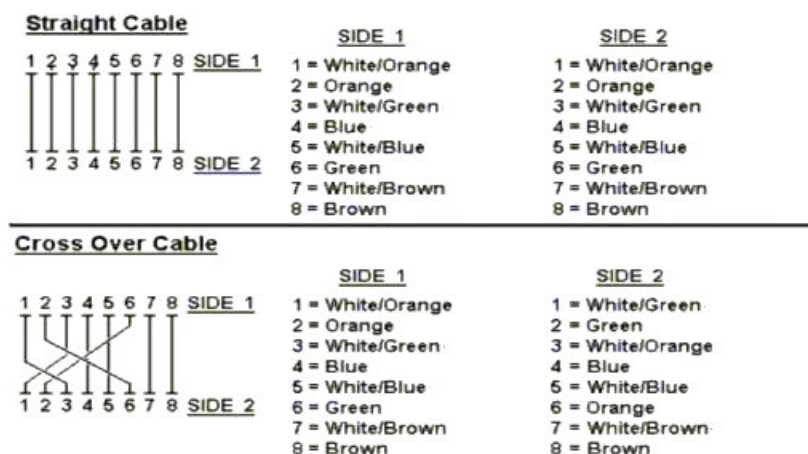 Straight Cable
1 2 3 4 5 6 7 8 SIDE 1
1 2 3 4 5 6 7 8 SIDE 2
SIDE 1
1 = White/Orange
2 = Orange
3 = White/Green
4 = Blue
5 = White/Blue
6 = Green
7 = White/Brown
8 = Brown
SIDE 2
1 = White/Orange
2 = Orange
3 = White/Green
4 = Blue
5 = White/Blue
6 = Green
7 = White/Brown
8 = Brown
Cross Over Cable
1 2 3 4 5 6 7 8 SIDE 1
1 2 3 4 5 6 7 8 SIDE 2
SIDE 1
1 = White/Orange
2 = Orange
3 = White/Green
4 = Blue
5 = White/Blue
6 = Green
7 = White/Brown
8 = Brown
SIDE 2
1 = White/Green
2 = Green
3 = White/Orange
4 = Blue
5 = White/Blue
6 = Orange
7 = White/Brown
8 = Brown